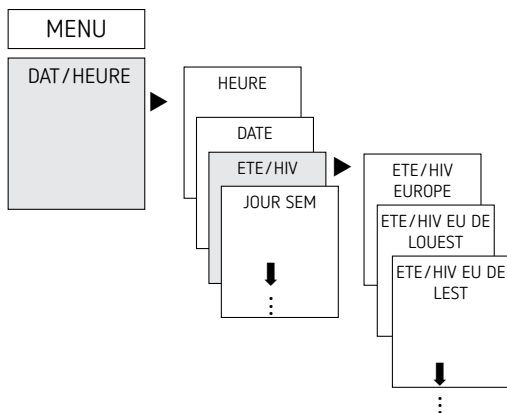 MENU
DAT/HEURE
HEURE
DATE
ETE/HIV
JOUR SEM
ETE/HIV
EUROPE
ETE/HIV EU DE
LOUEST
ETE/HIV EU DE
LEST